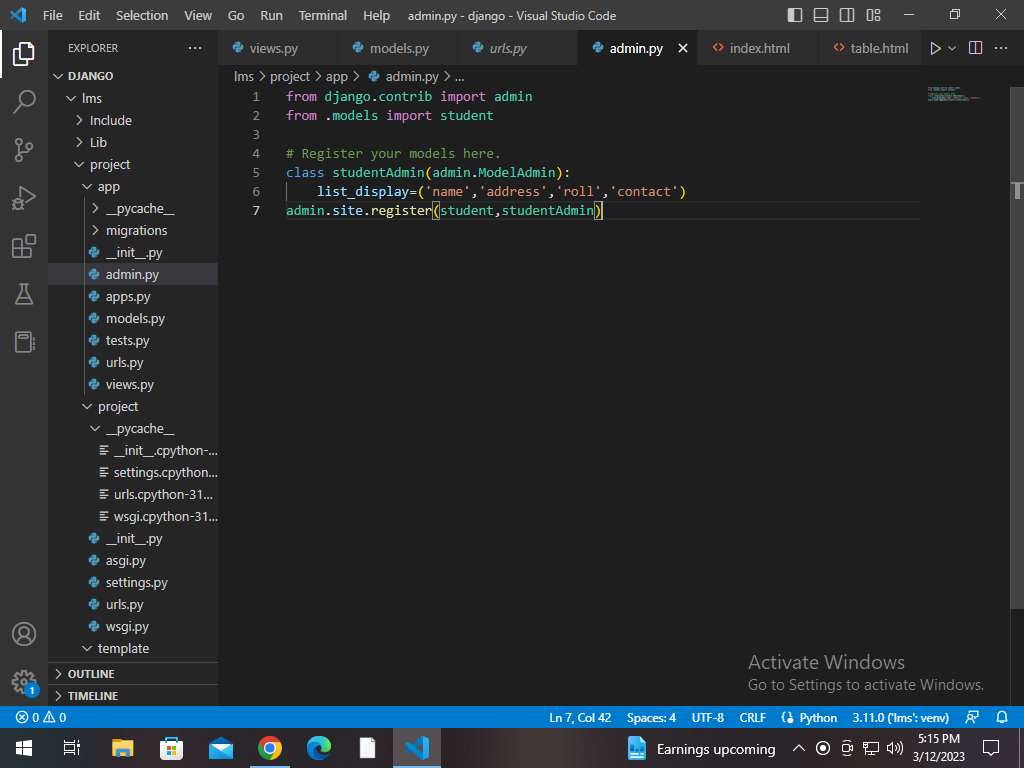 File Edit Selection View Go Run Terminal Help admin.py - django - Visual Studio Code
EXPLORER
views.py models.py urls.py admin.py index.html table.html
DJANGO
lms > project > app > admin.py > ...
lms
Include
Lib
project
app
__pycache__
migrations
__init__.py
admin.py
apps.py
models.py
tests.py
urls.py
views.py
project
__pycache__
__init__.cpython-...
settings.cpython...
urls.cpython-31...
wsgi.cpython-31...
__init__.py
asgi.py
settings.py
urls.py
wsgi.py
template
OUTLINE
TIMELINE
1 from django.contrib import admin
2 from .models import student
3
4 # Register your models here.
5 class studentAdmin(admin.ModelAdmin):
6 list_display=('name','address','roll','contact')
7 admin.site.register(student,studentAdmin)
Activate Windows
Go to Settings to activate Windows.
1
0 0 Ln 7, Col 42 Spaces: 4 UTF-8 CRLF Python 3.11.0 ('lms': venv)
Earnings upcoming
5:15 PM
3/12/2023